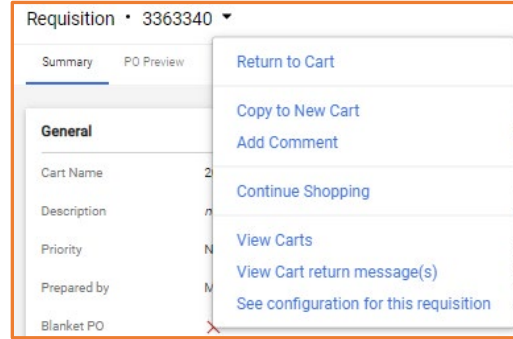 Requisition • 3363340
Summary PO Preview
Return to Cart
Copy to New Cart
Add Comment
Continue Shopping
View Carts
View Cart return message(s)
See configuration for this requisition
General
Cart Name
Description
Priority
Prepared by
Blanket PO